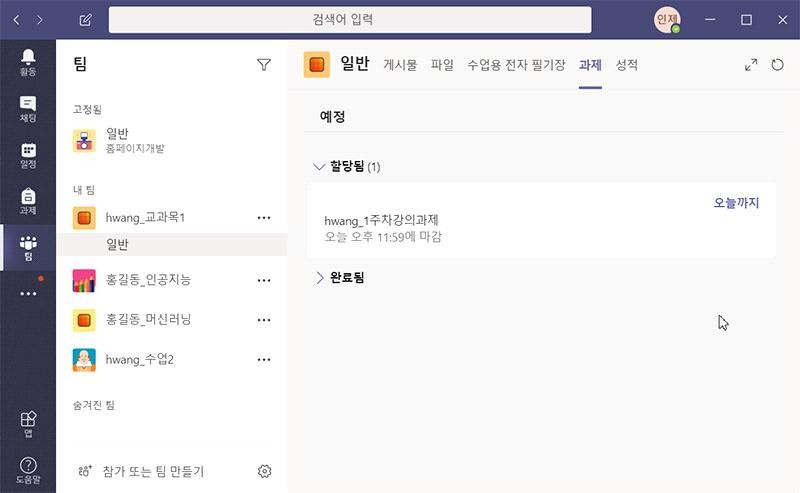 검색어 입력
인제
활동
채팅
일정
과제
팀
앱
도움말
팀
고정됨
일반
홈페이지개발
내 팀
hwang_교과목1
일반
홍길동_인공지능
홍길동_머신러닝
hwang_수업2
숨겨진 팀
참가 또는 팀 만들기
일반 게시물 파일 수업용 전자 필기장 과제 성적
예정
할당됨 (1)
오늘까지
hwang_1주차강의과제
오늘 오후 11:59에 마감
완료됨